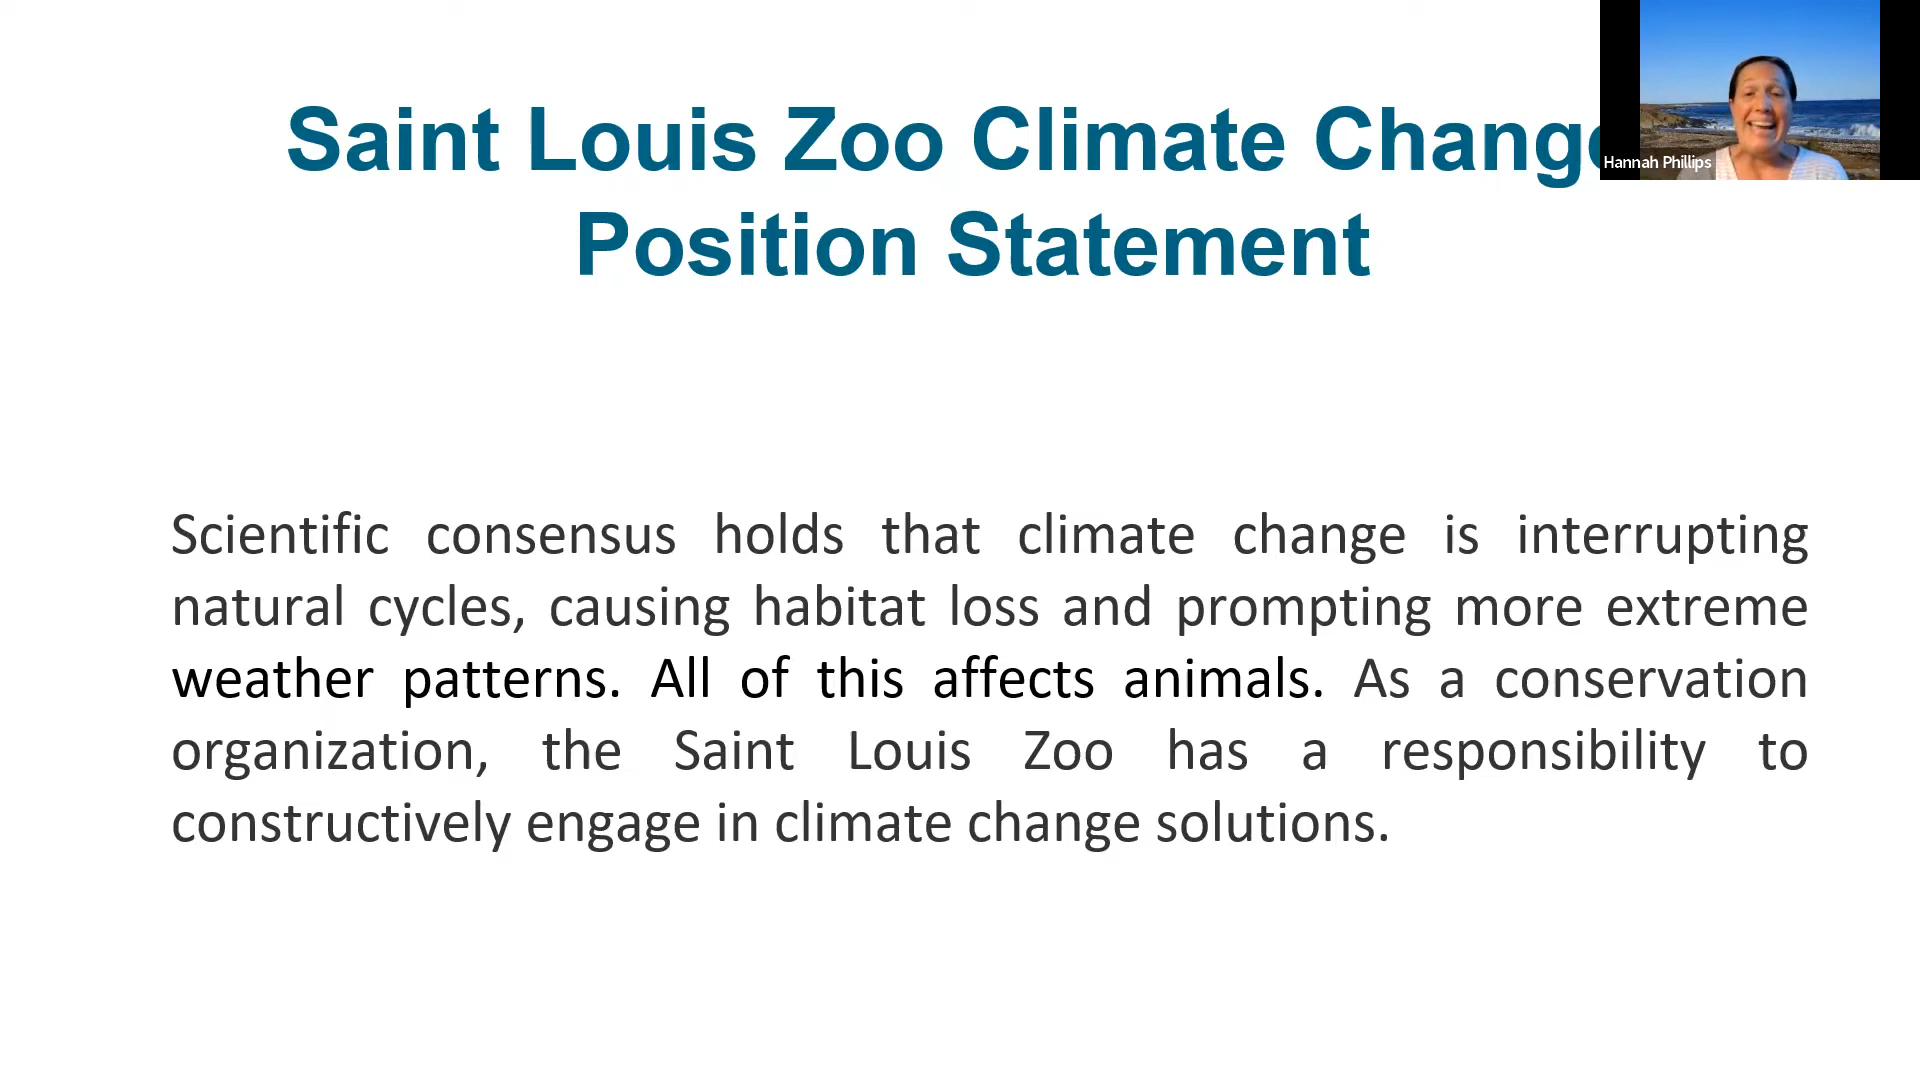 Saint Louis Zoo Climate Change
Position Statement
Hannah Phillips
Scientific consensus holds that climate change is interrupting
natural cycles, causing habitat loss and prompting more extreme
weather patterns. All of this affects animals. As a conservation
organization, the Saint Louis Zoo has a responsibility to
constructively engage in climate change solutions.